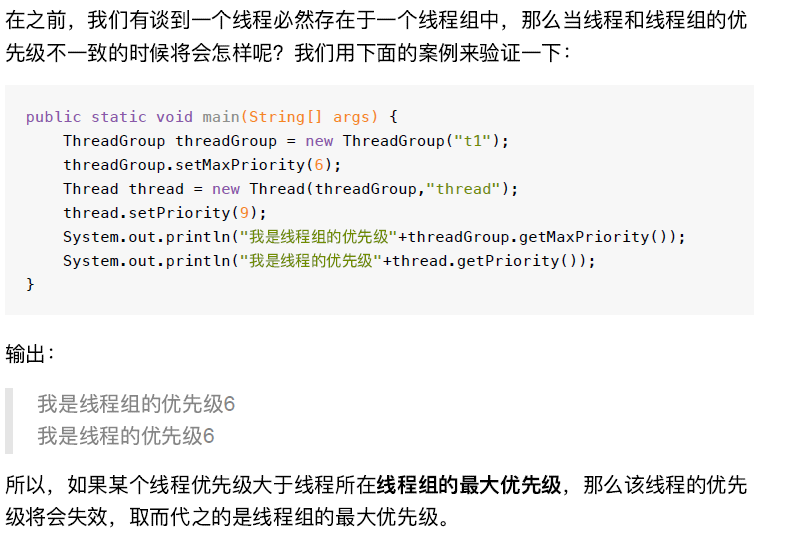 在之前，我们有谈到一个线程必然存在于一个线程组中，那么当线程和线程组的优
先级不一致的时候将会怎样呢？我们用下面的案例来验证一下：
public static void main(String[] args) {
    ThreadGroup threadGroup = new ThreadGroup("t1");
    threadGroup.setMaxPriority(6);
    Thread thread = new Thread(threadGroup,"thread");
    thread.setPriority(9);
    System.out.println("我是线程组的优先级"+threadGroup.getMaxPriority());
    System.out.println("我是线程的优先级"+thread.getPriority());
}
输出：
我是线程组的优先级6
我是线程的优先级6
所以，如果某个线程优先级大于线程所在线程组的最大优先级，那么该线程的优先
级将会失效，取而代之的是线程组的最大优先级。